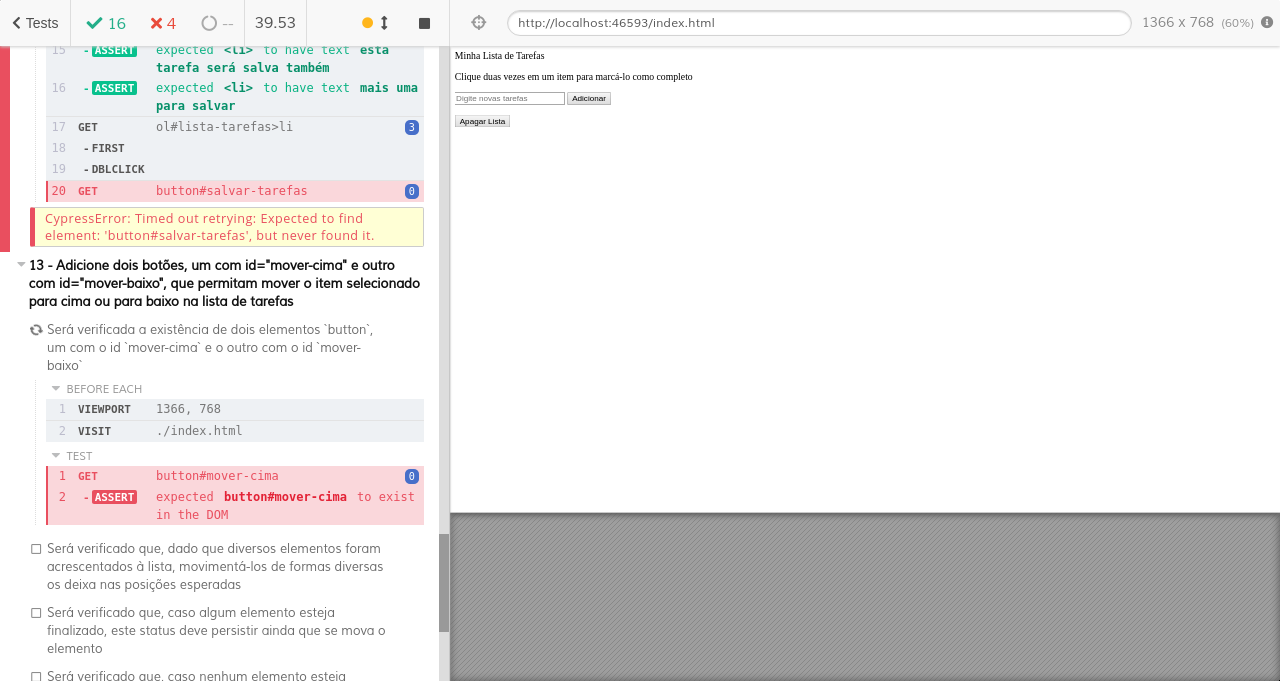 Tests
16
4
--
39.53
http://localhost:46593/index.html
1366 x 768 (60%)
15 - ASSERT expected <li> to have text esta
tarefa será salva também
16 - ASSERT expected <li> to have text mais uma
para salvar
17 GET ol#lista-tarefas>li 3
18 - FIRST
19 - DBLCLICK
20 GET button#salvar-tarefas 0
CypressError: Timed out retrying: Expected to find
element: 'button#salvar-tarefas', but never found it.
13 - Adicione dois botões, um com id="mover-cima" e outro
com id="mover-baixo", que permitam mover o item selecionado
para cima ou para baixo na lista de tarefas
Será verificada a existência de dois elementos `button`,
um com o id `mover-cima` e o outro com o id `mover-
baixo`
BEFORE EACH
1 VIEWPORT 1366, 768
2 VISIT ./index.html
TEST
1 GET button#mover-cima 0
2 - ASSERT expected button#mover-cima to exist
in the DOM
Será verificado que, dado que diversos elementos foram
acrescentados à lista, movimentá-los de formas diversas
os deixa nas posições esperadas
Será verificado que, caso algum elemento esteja
finalizado, este status deve persistir ainda que se mova o
elemento
Será verificado que, caso nenhum elemento esteja
Minha Lista de Tarefas
Clique duas vezes em um item para marcá-lo como completo
Digite novas tarefas
Adicionar
Apagar Lista